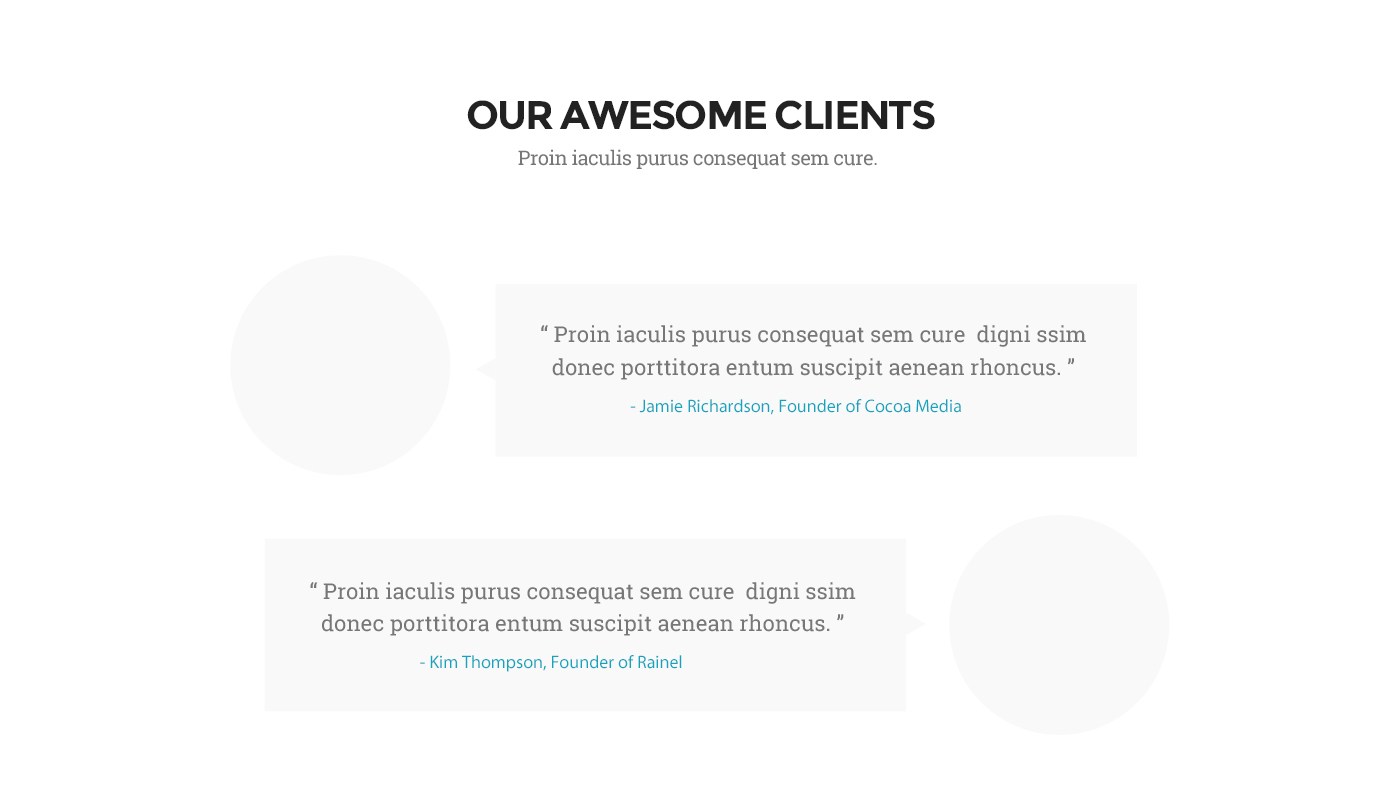 OUR AWESOME CLIENTS
Proin iaculis purus consequat sem cure.
“ Proin iaculis purus consequat sem cure  digni ssim
donec porttitora entum suscipit aenean rhoncus. ”
- Jamie Richardson, Founder of Cocoa Media
“ Proin iaculis purus consequat sem cure  digni ssim
donec porttitora entum suscipit aenean rhoncus. ”
- Kim Thompson, Founder of Rainel